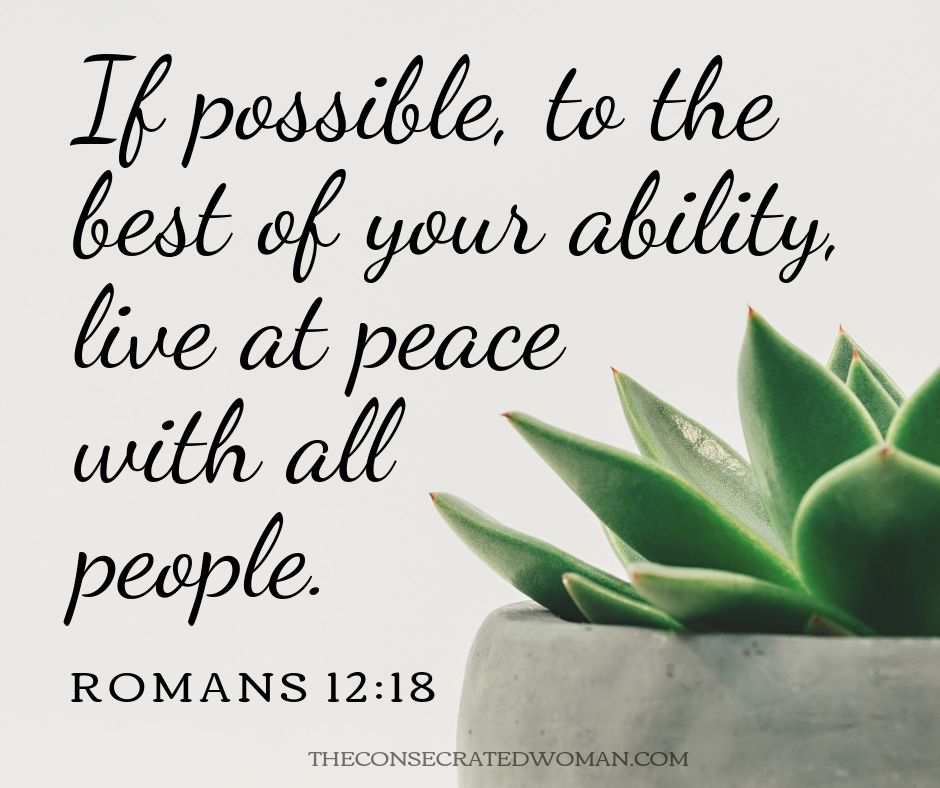 If possible, to the
best of your ability,
live at peace
with all
people.
ROMANS 12:18
THECONSECRATEDWOMAN.COM